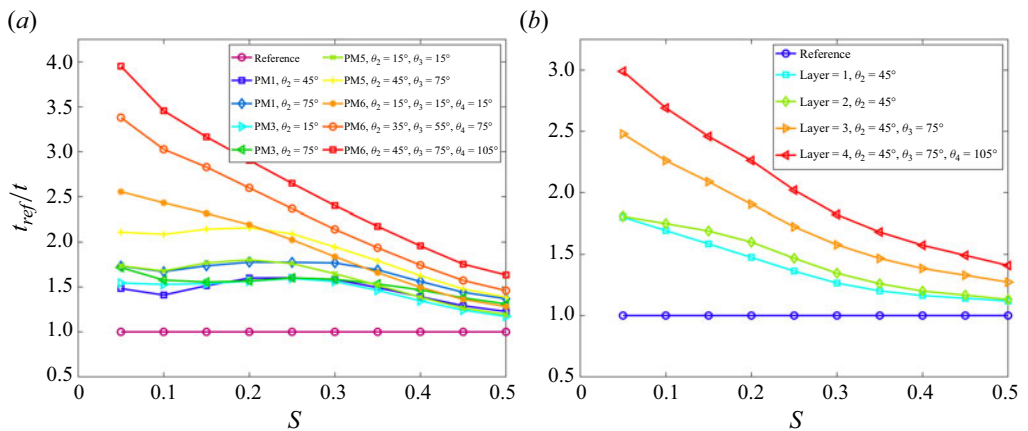 (a)
4.0
3.5
3.0
2.5
2.0
1.5
1.0
0.5
t_ref/t
Reference
PM1, θ₂ = 45°
PM1, θ₂ = 75°
PM3, θ₂ = 15°
PM3, θ₂ = 75°
PM5, θ₂ = 15°, θ₃ = 15°
PM5, θ₂ = 45°, θ₃ = 75°
PM6, θ₂ = 15°, θ₃ = 15°, θ₄ = 15°
PM6, θ₂ = 35°, θ₃ = 55°, θ₄ = 75°
PM6, θ₂ = 45°, θ₃ = 75°, θ₄ = 105°
0 0.1 0.2 0.3 0.4 0.5
S
(b)
3.0
2.5
2.0
1.5
1.0
0.5
Reference
Layer = 1, θ₂ = 45°
Layer = 2, θ₂ = 45°
Layer = 3, θ₂ = 45°, θ₃ = 75°
Layer = 4, θ₂ = 45°, θ₃ = 75°, θ₄ = 105°
0 0.1 0.2 0.3 0.4 0.5
S